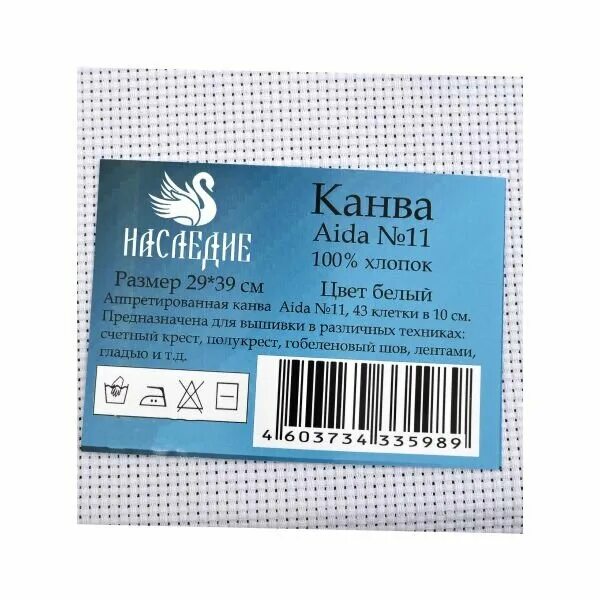 НАСЛЕДИЕ
Канва
Aida №11
100% хлопок
Размер 29*39 см
Цвет белый
Аппретированная канва Aida №11, 43 клетки в 10 см.
Предназначена для вышивки в различных техниках:
счетный крест, полукрест, гобеленовый шов, лентами,
гладью и т.д.
4 603734 335989